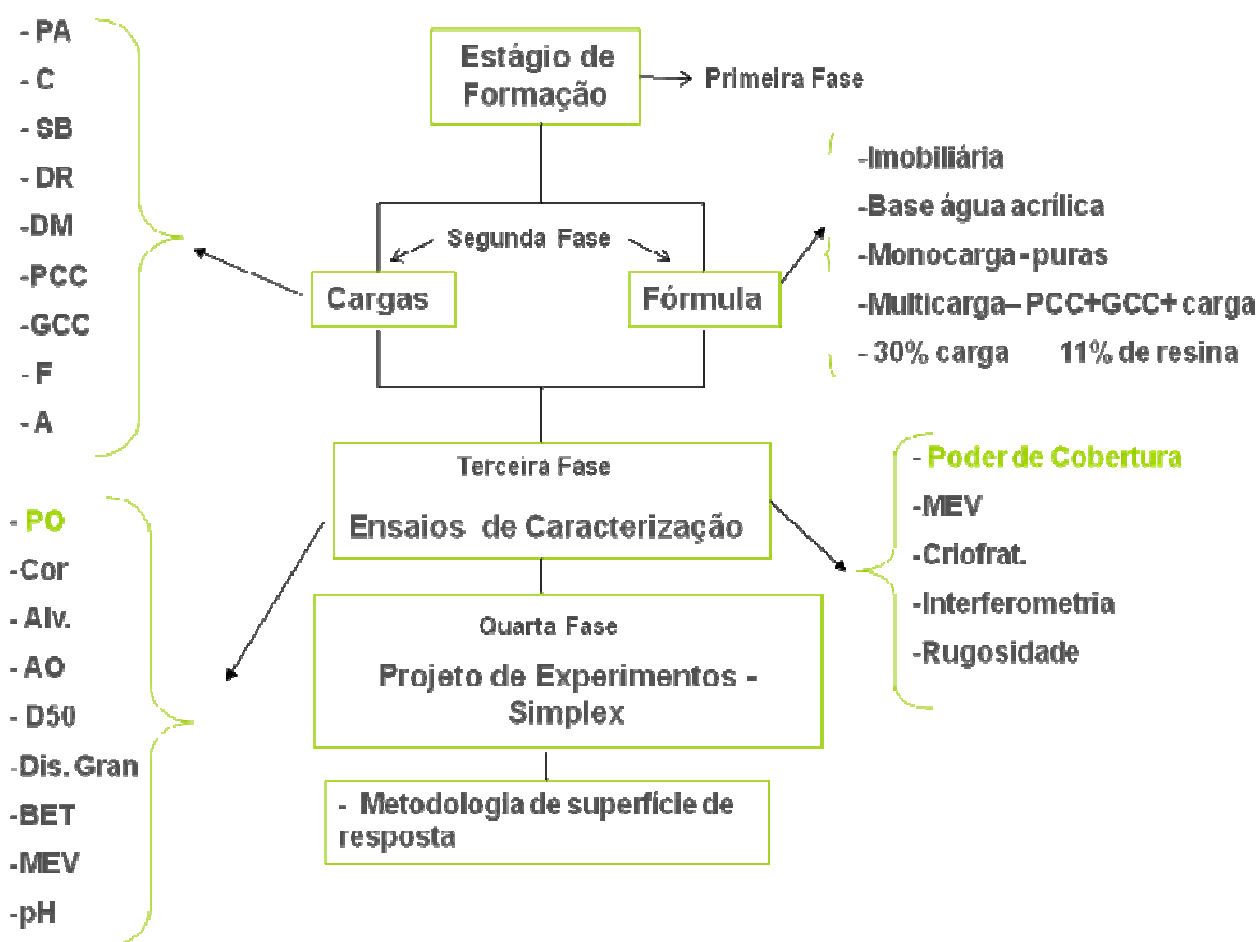 Estágio de
Formação
Primeira Fase
Segunda Fase
Cargas
Fórmula
- PA
- C
- SB
- DR
-DM
-PCC
-GCC
- F
- A
-Imobiliária
-Base água acrílica
-Monocarga-puras
-Multicarga– PCC+GCC+ carga
- 30% carga 11% de resina
Terceira Fase
Ensaios de Caracterização
- PO
-Cor
- Alv.
- AO
- D50
-Dis. Gran
-BET
-MEV
-pH
- Poder de Cobertura
-MEV
-Criofrat.
-Interferometria
-Rugosidade
Quarta Fase
Projeto de Experimentos -
Simplex
- Metodologia de superfície de
resposta